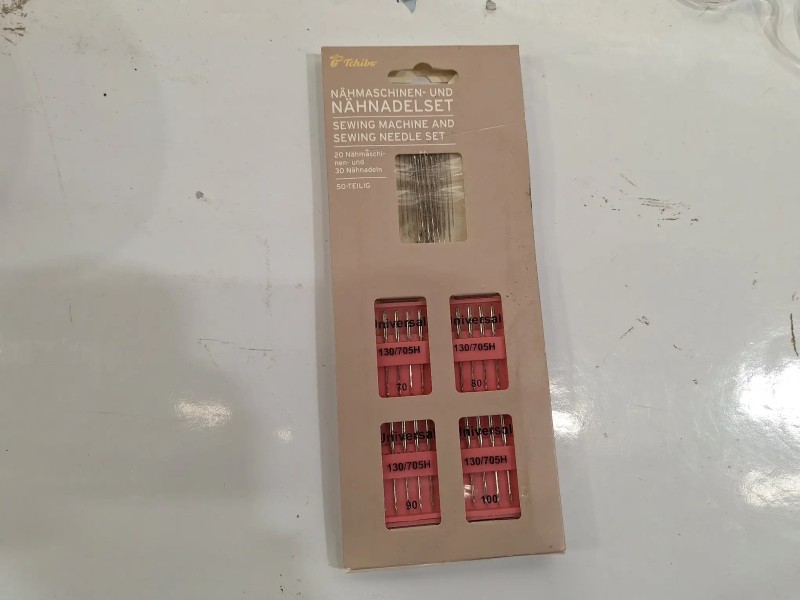 Tchibo
NÄHMASCHINEN- UND
NÄHNADELSET
SEWING MACHINE AND
SEWING NEEDLE SET
20 Nähmaschi-
nen- und
30 Nähnadeln
50-TEILIG
Universal
130/705H
70
Universal
130/705H
80
Universal
130/705H
90
Universal
130/705H
100